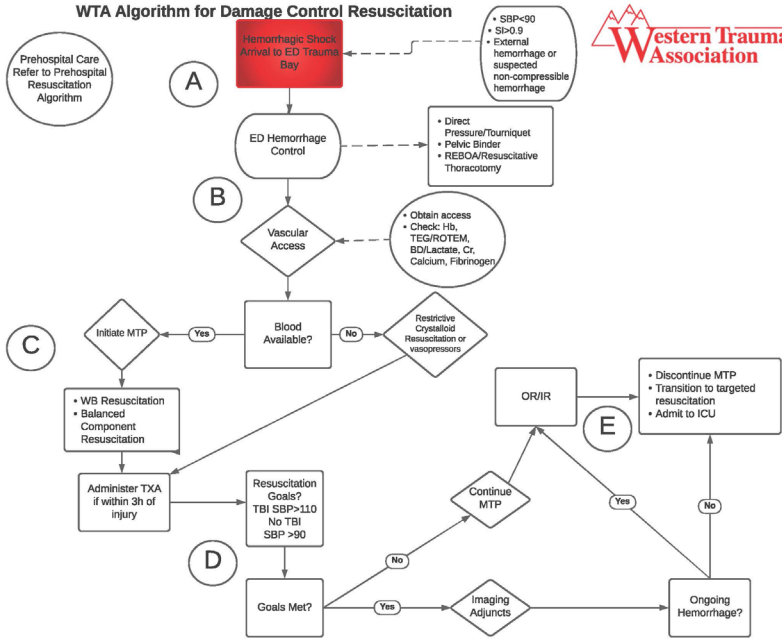 WTA Algorithm for Damage Control Resuscitation
Western Trauma
Association
Prehospital Care
Refer to Prehospital
Resuscitation
Algorithm
A
Hemorrhagic Shock
Arrival to ED Trauma
Bay
• SBP<90
• SI>0.9
• External
hemorrhage or
suspected
non-compressible
hemorrhage
ED Hemorrhage
Control
• Direct
Pressure/Tourniquet
• Pelvic Binder
• REBOA/Resuscitative
Thoracotomy
B
Vascular
Access
• Obtain access
• Check: Hb,
TEG/ROTEM,
BD/Lactate, Cr,
Calcium, Fibrinogen
C
Initiate MTP
Yes
Blood
Available?
No
Restrictive
Crystalloid
Resuscitation or
vasopressors
• WB Resuscitation
• Balanced
Component
Resuscitation
OR/IR
E
• Discontinue MTP
• Transition to targeted
resuscitation
• Admit to ICU
Administer TXA
if within 3h of
injury
Resuscitation
Goals?
TBI SBP>110
No TBI
SBP >90
Continue
MTP
Yes
No
D
No
Goals Met?
Yes
Imaging
Adjuncts
Ongoing
Hemorrhage?